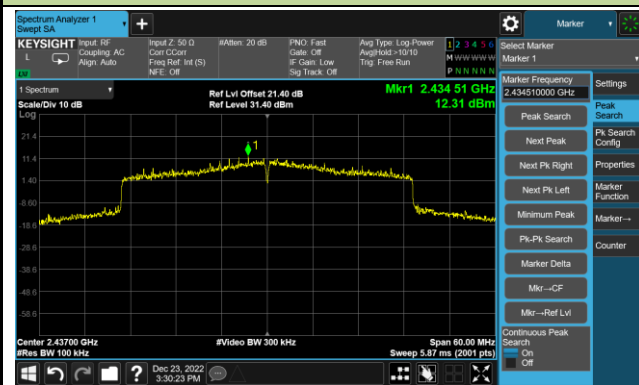 Spectrum Analyzer 1
Swept SA
Marker
KEYSIGHT
L
Input: RF
Coupling: AC
Align: Auto
Input Z: 50 Ω
Corr CCorr
Freq Ref: Int (S)
NFE: Off
#Atten: 20 dB
PNO: Fast
Gate: Off
IF Gain: Low
Sig Track: Off
Avg Type: Log-Power
Avg|Hold:>10/10
Trig: Free Run
1 2 3 4 5 6
M W W W W W
P N N N N N
Select Marker
Marker 1
1 Spectrum
Scale/Div 10 dB
Log
Ref Lvl Offset 21.40 dB
Ref Level 31.40 dBm
Mkr1 2.434 51 GHz
12.31 dBm
21.4
11.4
1.40
-8.60
-18.6
-28.6
-38.6
-48.6
-58.6
1
Center 2.43700 GHz
#Res BW 100 kHz
#Video BW 300 kHz
Span 60.00 MHz
Sweep 5.87 ms (2001 pts)
Marker Frequency
2.434510000 GHz
Peak Search
Next Peak
Next Pk Right
Next Pk Left
Minimum Peak
Pk-Pk Search
Marker Delta
Mkr→CF
Mkr→Ref Lvl
Continuous Peak
Search
On
Off
Settings
Peak
Search
Pk Search
Config
Properties
Marker
Function
Marker→
Counter
Dec 23, 2022
3:30:23 PM